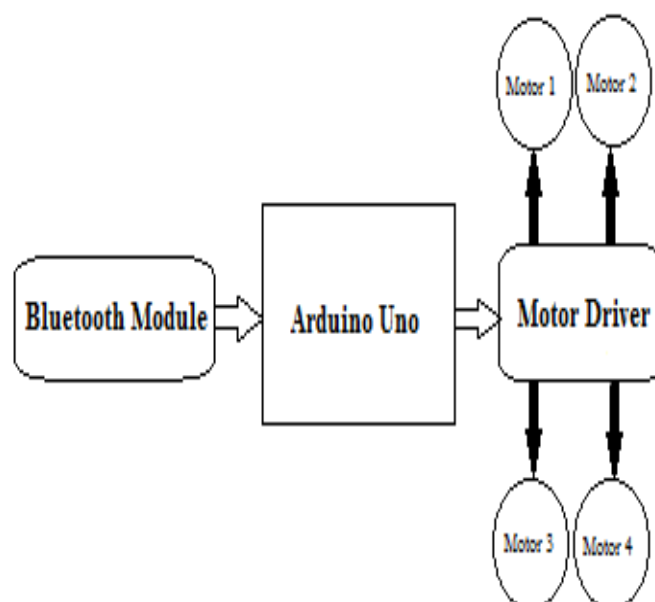 Motor 1
Motor 2
Bluetooth Module
Arduino Uno
Motor Driver
Motor 3
Motor 4